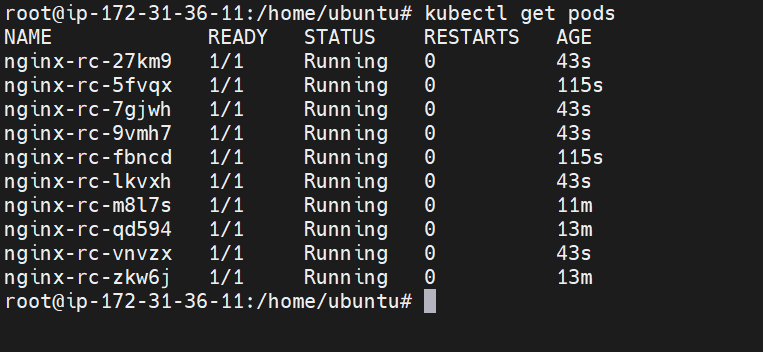 root@ip-172-31-36-11:/home/ubuntu# kubectl get pods
NAME             READY   STATUS    RESTARTS   AGE
nginx-rc-27km9   1/1     Running   0          43s
nginx-rc-5fvqx   1/1     Running   0          115s
nginx-rc-7gjwh   1/1     Running   0          43s
nginx-rc-9vmh7   1/1     Running   0          43s
nginx-rc-fbncd   1/1     Running   0          115s
nginx-rc-lkvxh   1/1     Running   0          43s
nginx-rc-m8l7s   1/1     Running   0          11m
nginx-rc-qd594   1/1     Running   0          13m
nginx-rc-vnvzx   1/1     Running   0          43s
nginx-rc-zkw6j   1/1     Running   0          13m
root@ip-172-31-36-11:/home/ubuntu#